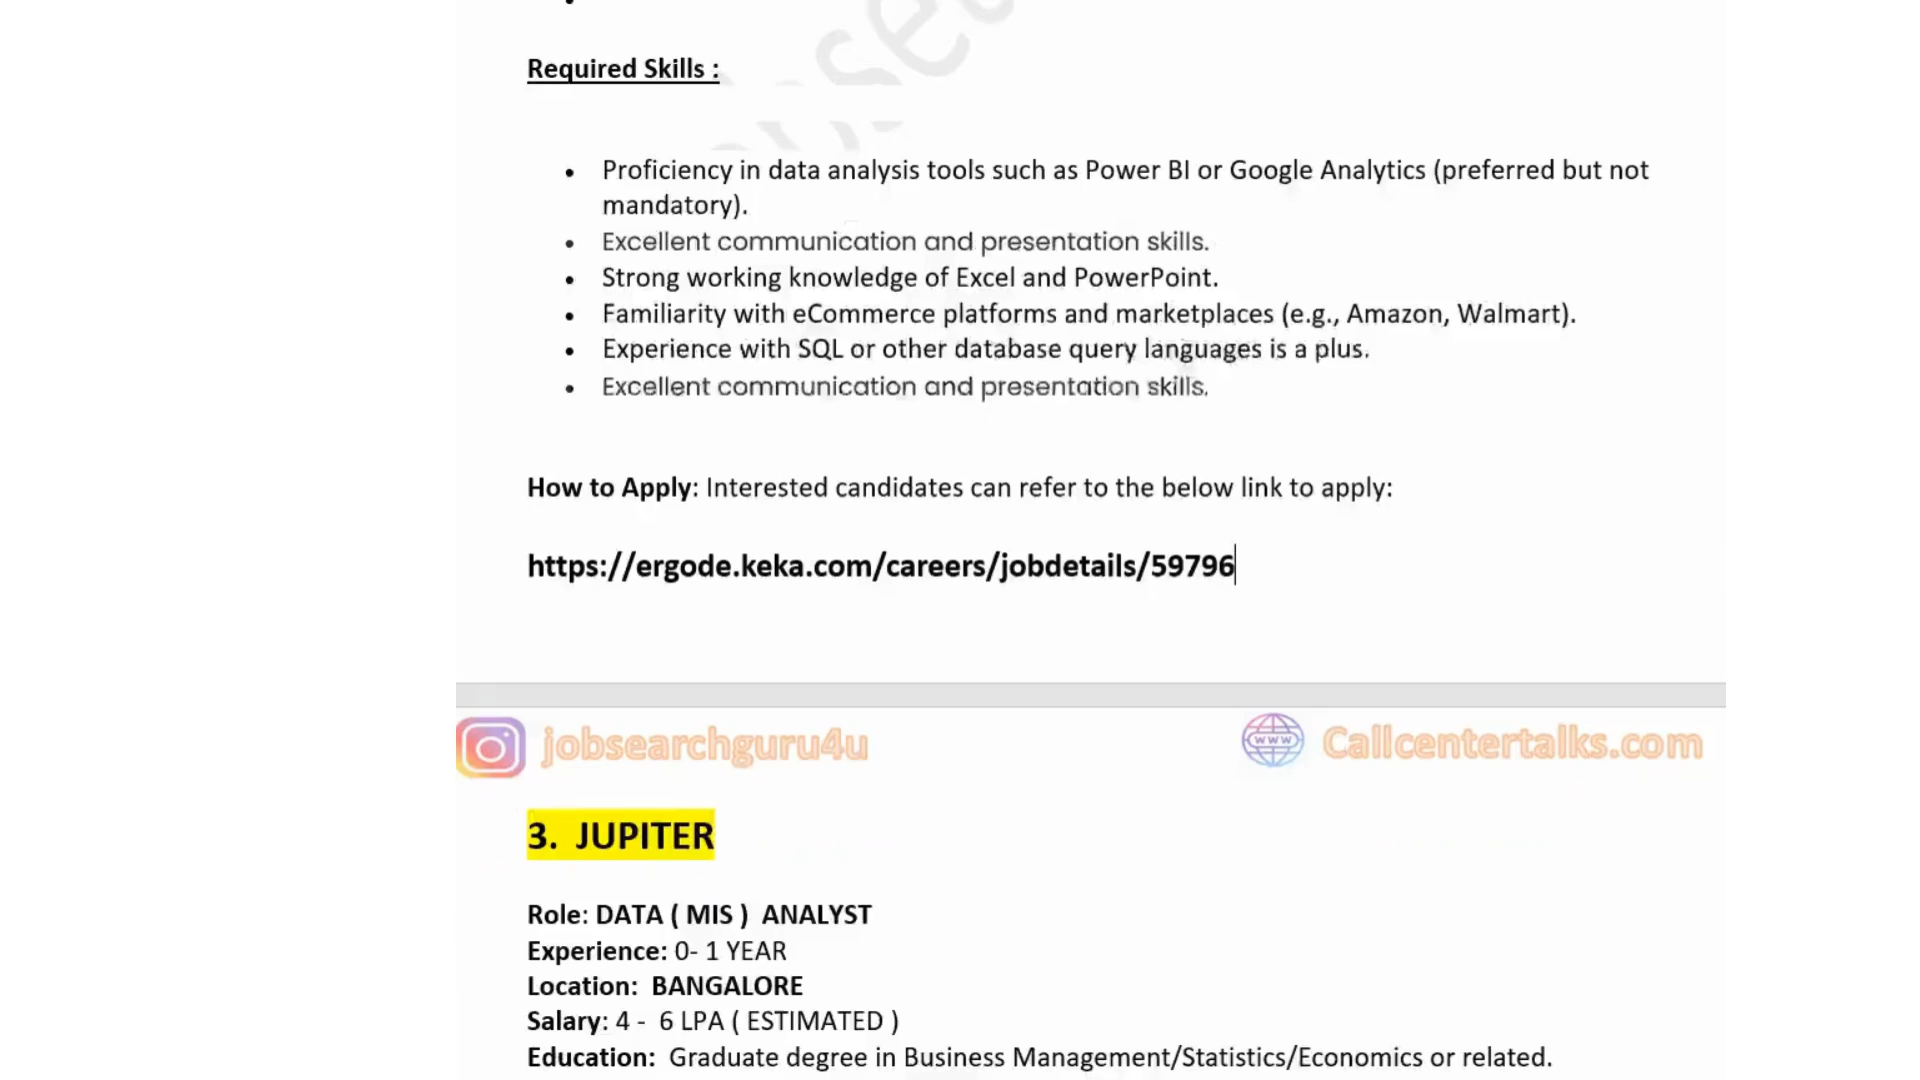 Required Skills :
• Proficiency in data analysis tools such as Power BI or Google Analytics (preferred but not
mandatory).
• Excellent communication and presentation skills.
• Strong working knowledge of Excel and PowerPoint.
• Familiarity with eCommerce platforms and marketplaces (e.g., Amazon, Walmart).
• Experience with SQL or other database query languages is a plus.
• Excellent communication and presentation skills.
How to Apply: Interested candidates can refer to the below link to apply:
https://ergode.keka.com/careers/jobdetails/59796
jobsearchguru4u
www
Callcentertalks.com
3. JUPITER
Role: DATA ( MIS ) ANALYST
Experience: 0- 1 YEAR
Location: BANGALORE
Salary: 4 - 6 LPA ( ESTIMATED )
Education: Graduate degree in Business Management/Statistics/Economics or related.